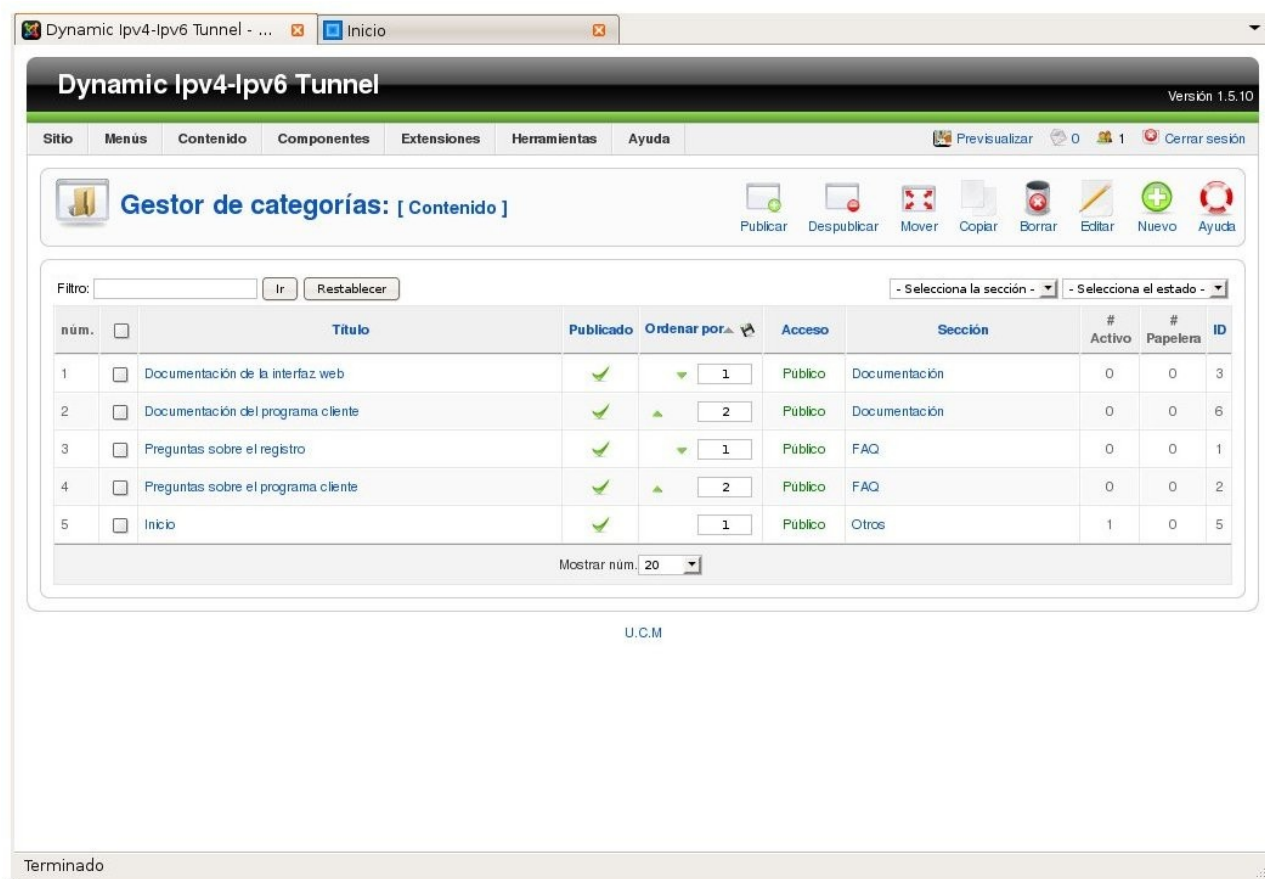 Dynamic Ipv4-Ipv6 Tunnel - ... Inicio
Dynamic Ipv4-Ipv6 Tunnel
Versión 1.5.10
Sitio Menús Contenido Componentes Extensiones Herramientas Ayuda Previsualizar 0 1 Cerrar sesión
Gestor de categorías: [ Contenido ]
Publicar Despublicar Mover Copiar Borrar Editar Nuevo Ayuda
Filtro: Ir Restablecer - Selecciona la sección - - Selecciona el estado -
núm. Título Publicado Ordenar por Acceso Sección # Activo # Papelera ID
1 Documentación de la interfaz web 1 Público Documentación 0 0 3
2 Documentación del programa cliente 2 Público Documentación 0 0 6
3 Preguntas sobre el registro 1 Público FAQ 0 0 1
4 Preguntas sobre el programa cliente 2 Público FAQ 0 0 2
5 Inicio 1 Público Otros 1 0 5
Mostrar núm. 20
U.C.M
Terminado